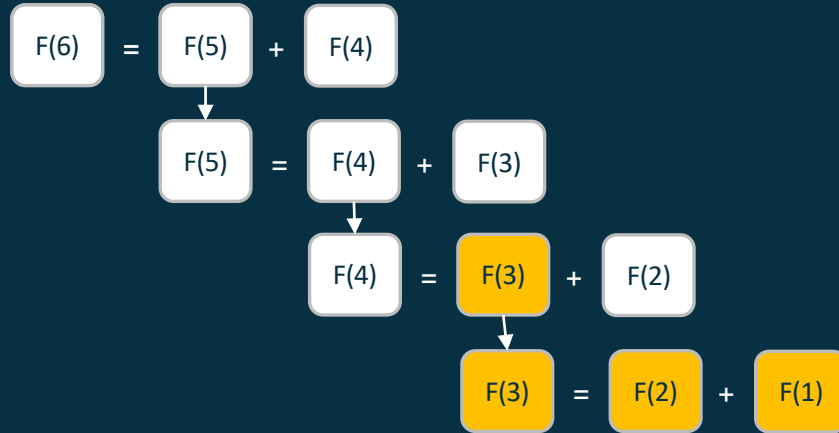 F(6) = F(5) + F(4)
F(5) = F(4) + F(3)
F(4) = F(3) + F(2)
F(3) = F(2) + F(1)